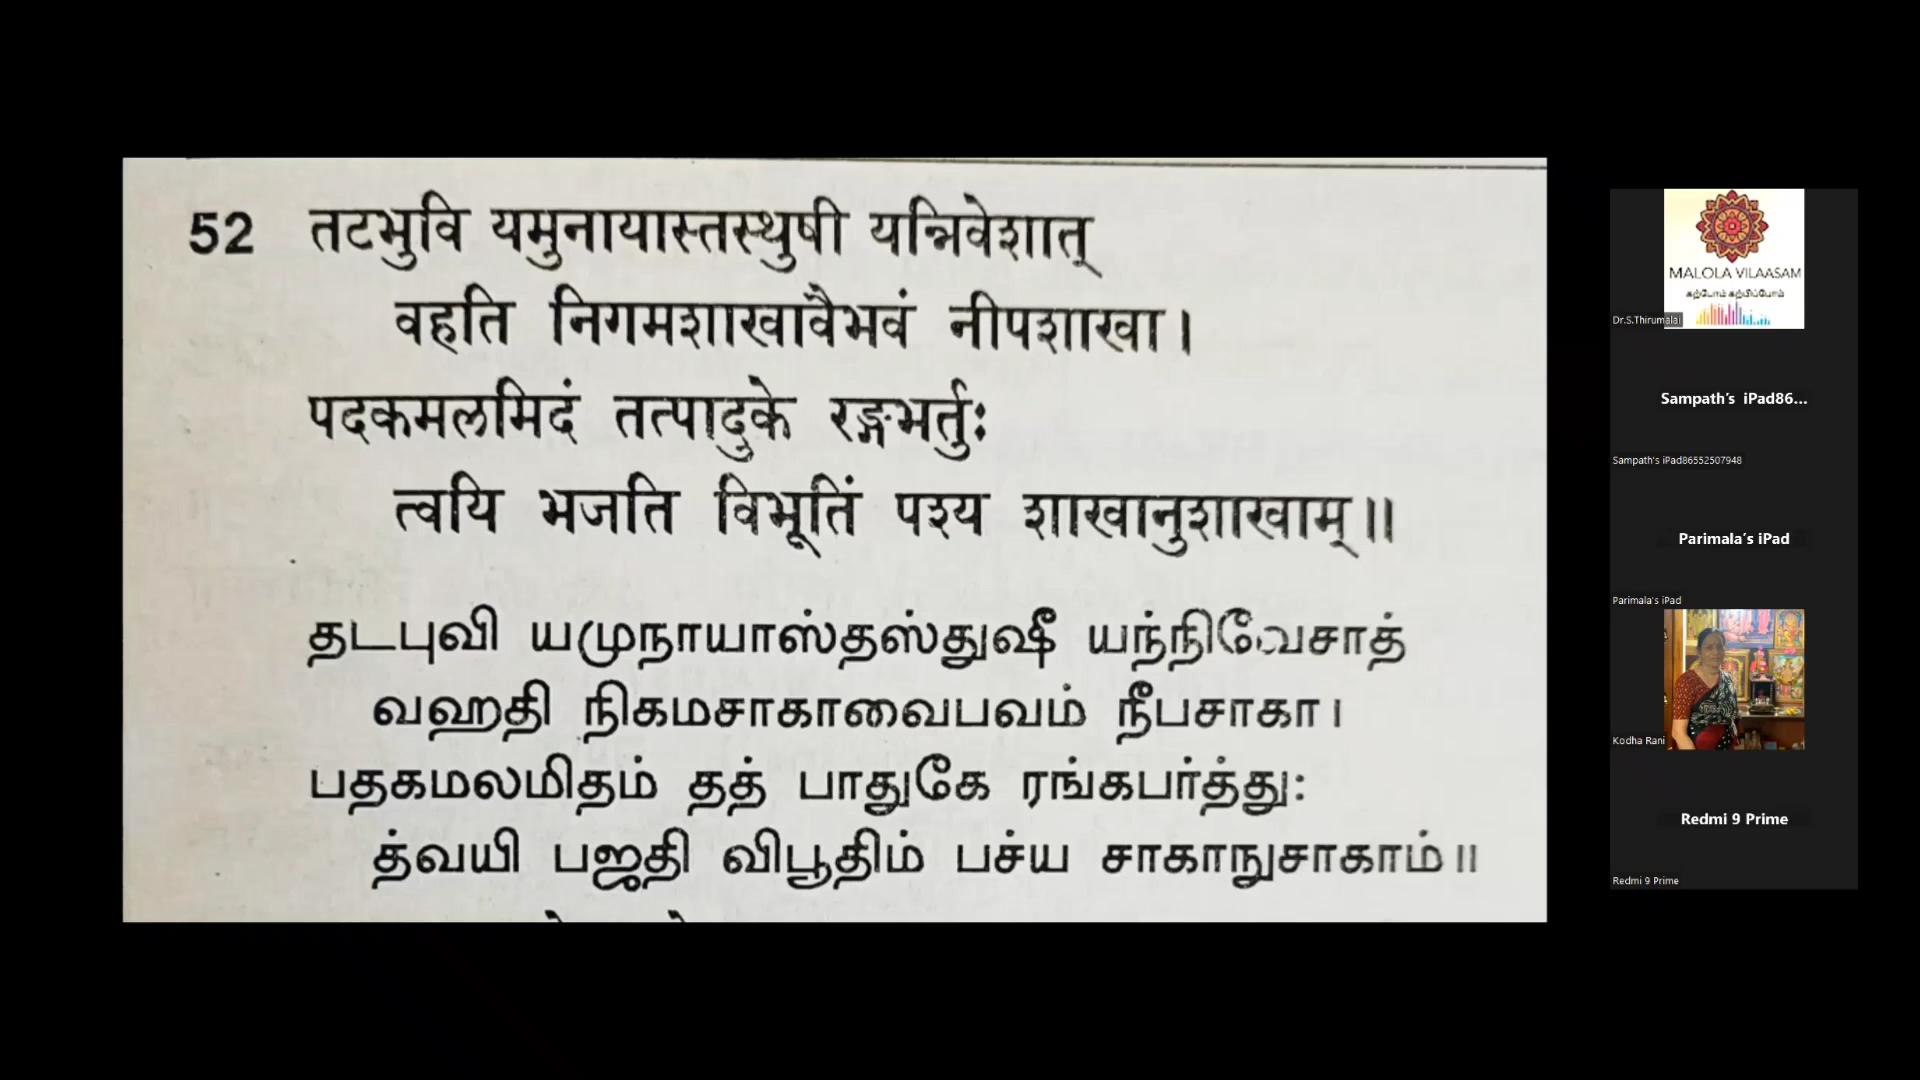 52 तटभुवि यमुनायास्तस्थुषी यन्निवेशात्
वहति निगमशाखावैभवं नीपशाखा।
पदकमलमिदं तत्पादुके रङ्गभर्तुः
त्वयि भजति विभूतिं पश्य शाखानुशाखाम्॥
தடபுவி யமுநாயாஸ்தஸ்துஷீ யந்நிவேசாத்
வஹதி நிகமசாகாவைபவம் நீபசாகா।
பதகமலமிதம் தத் பாதுகே ரங்கபர்த்து:
த்வயி பஜதி விபூதிம் பச்ய சாகாநுசாகாம்॥
MALOLA VILAASAM
கற்போம் கற்பிப்போம்
Dr.S.Thirumalai
Sampath's iPad86...
Sampath's iPad86552507948
Parimala's iPad
Parimala's iPad
Kodha Rani
Redmi 9 Prime
Redmi 9 Prime